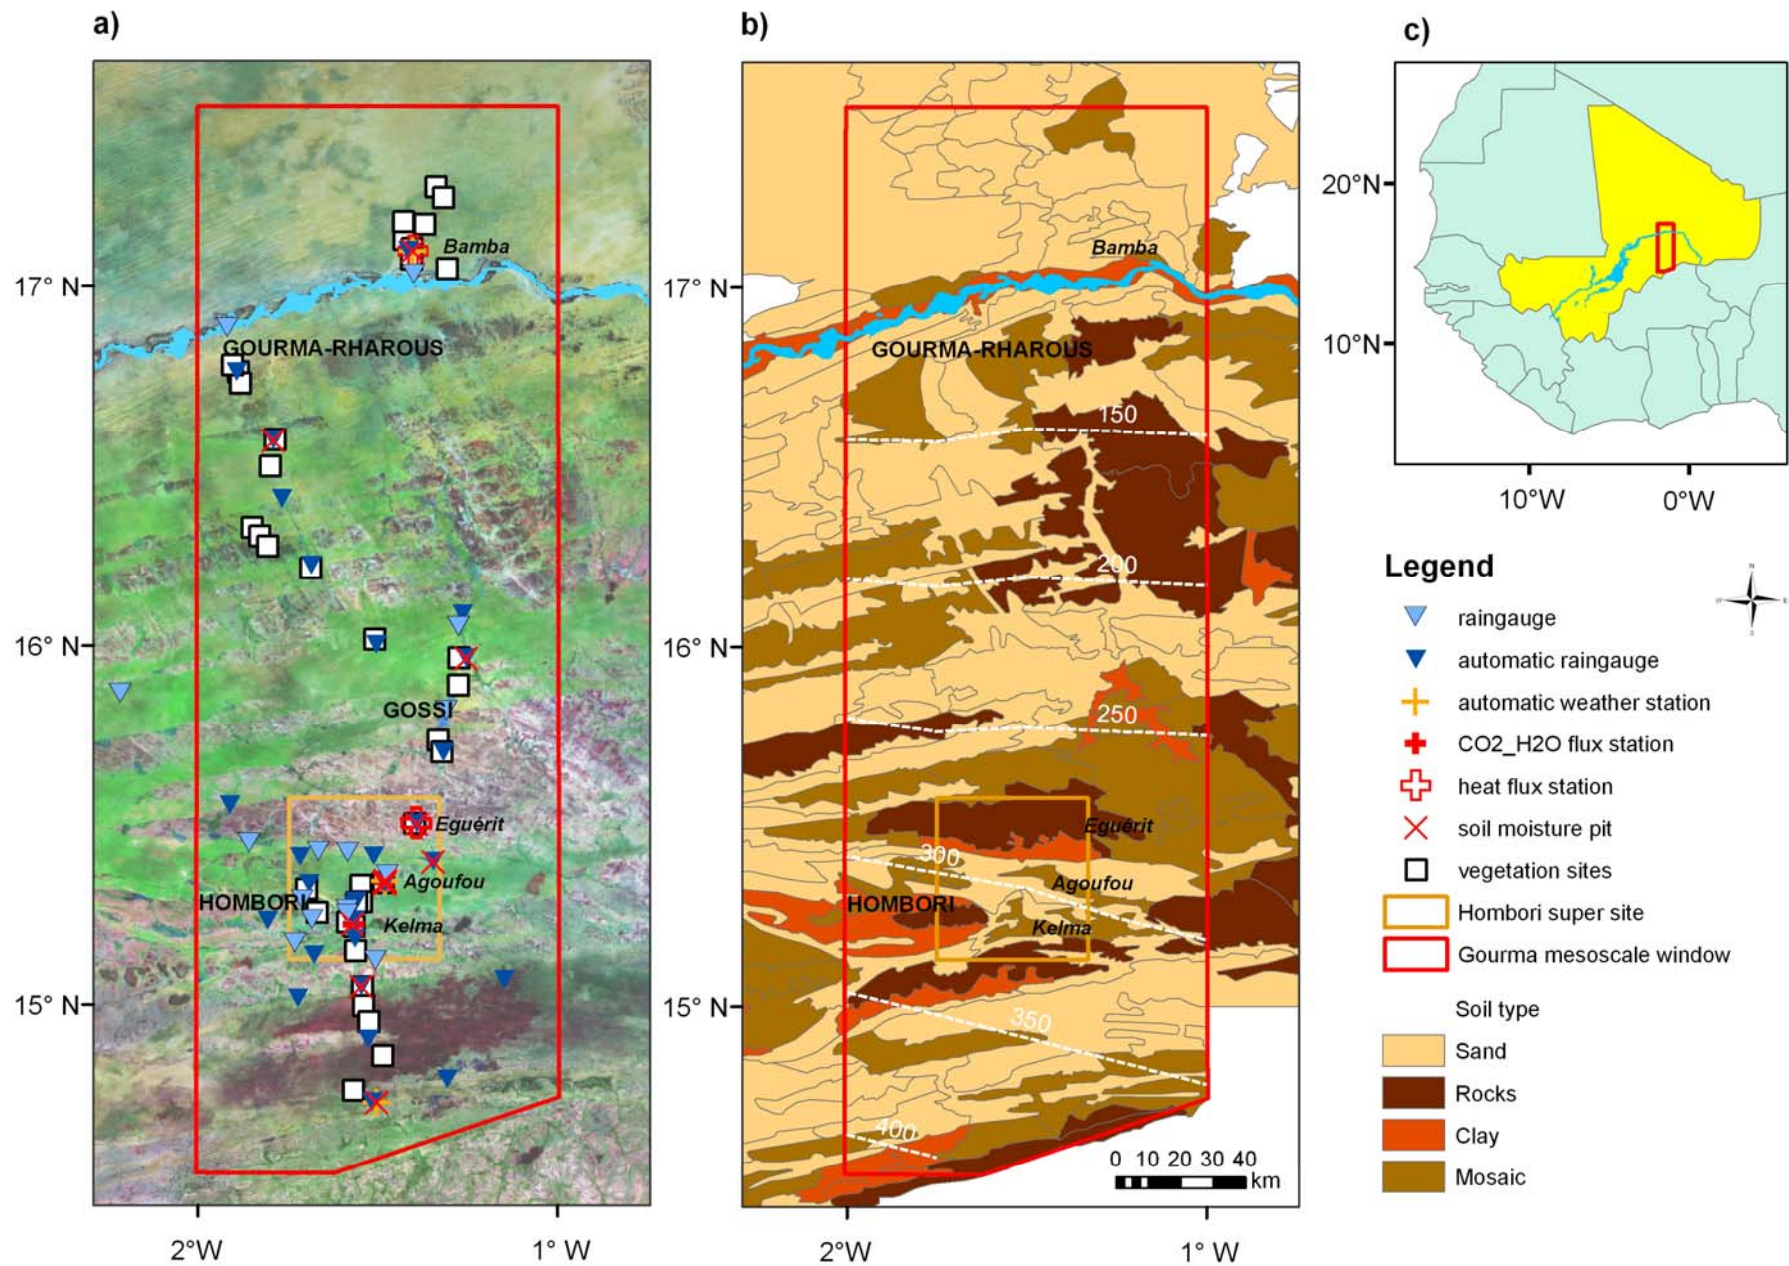 a)
Bamba
17° N
GOURMA-RHAROUS
16° N
GOSSI
Eguérit
Agoufou
HOMBORI
Kelma
15° N
2°W
1° W
b)
Bamba
17° N
GOURMA-RHAROUS
150
200
16° N
250
Eguérit
300
Agoufou
HOMBORI
Kelma
15° N
350
400
0 10 20 30 40
km
2°W
1° W
c)
20°N
10°N
10°W
0°W
Legend
N
W
E
S
raingauge
automatic raingauge
automatic weather station
CO2_H2O flux station
heat flux station
soil moisture pit
vegetation sites
Hombori super site
Gourma mesoscale window
Soil type
Sand
Rocks
Clay
Mosaic